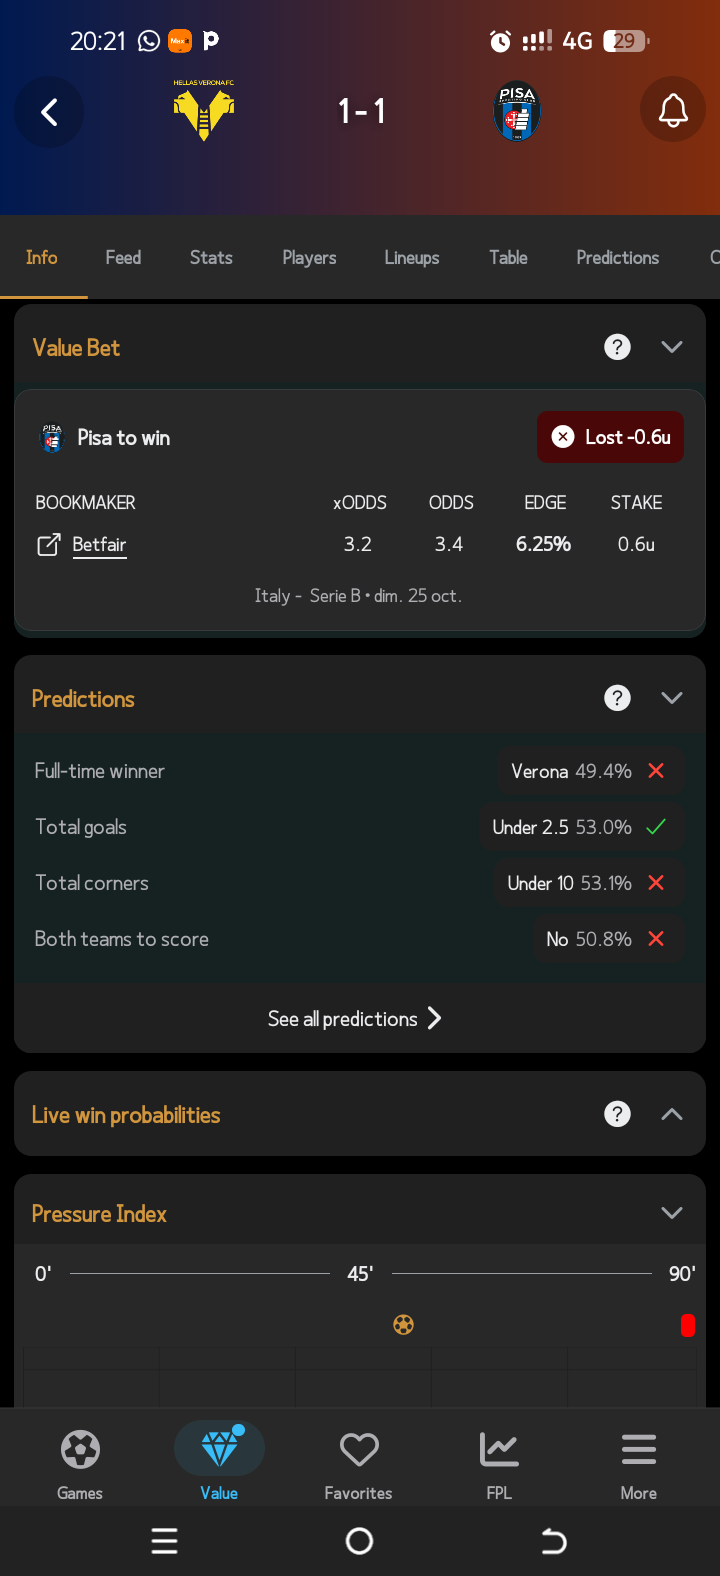 20:21 4G 29
HELLAS VERONA FC
1 - 1
PISA
Info Feed Stats Players Lineups Table Predictions
Value Bet ?
PISA Pisa to win Lost -0.6u
BOOKMAKER xODDS ODDS EDGE STAKE
Betfair 3.2 3.4 6.25% 0.6u
Italy - Serie B • dim. 25 oct.
Predictions ?
Full-time winner Verona 49.4%
Total goals Under 2.5 53.0%
Total corners Under 10 53.1%
Both teams to score No 50.8%
See all predictions
Live win probabilities ?
Pressure Index
0' 45' 90'
Games Value Favorites FPL More